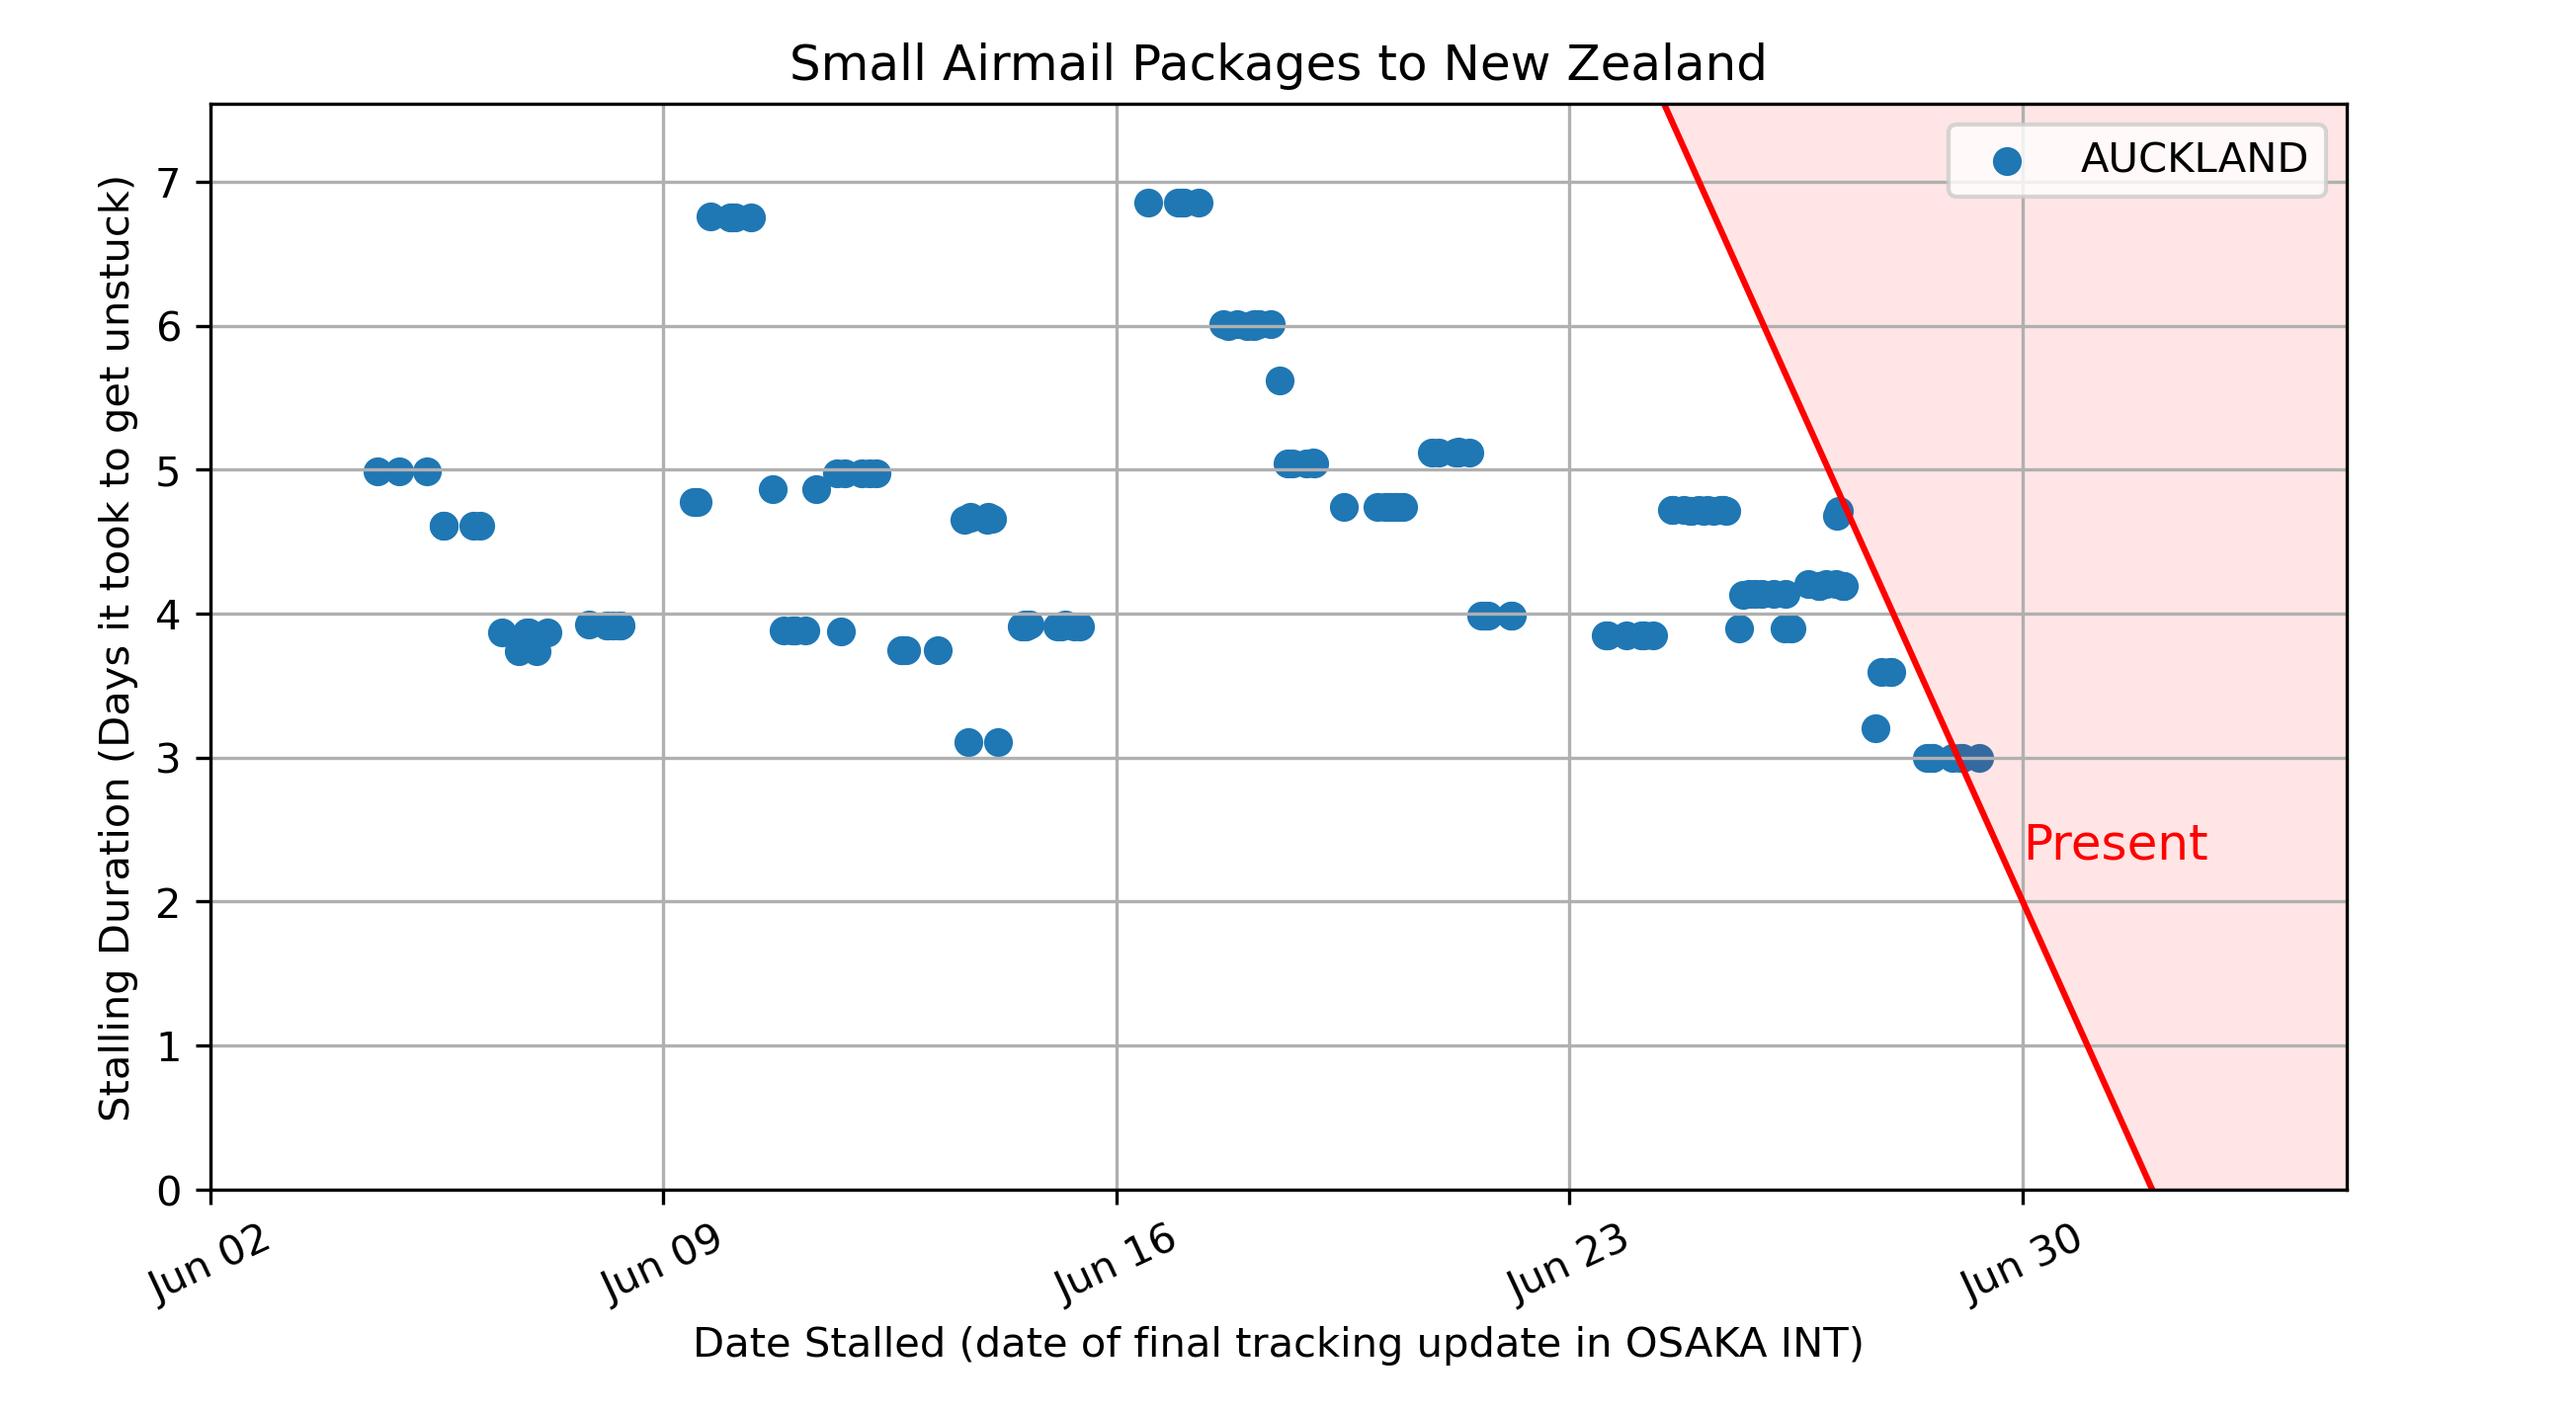 Small Airmail Packages to New Zealand
AUCKLAND
Stalling Duration (Days it took to get unstuck)
7
6
5
4
3
2
1
0
Present
Jun 02
Jun 09
Jun 16
Jun 23
Jun 30
Date Stalled (date of final tracking update in OSAKA INT)